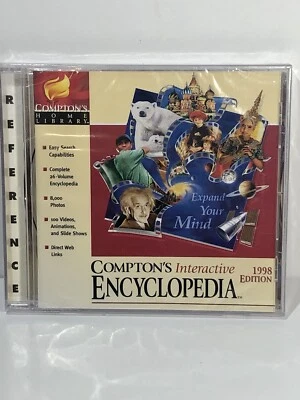 COMPTON'S
HOME
LIBRARY
REFERENCE
Easy Search
Capabilities
Complete
26-Volume
Encyclopedia
8,000
Photos
100 Videos,
Animations,
and Slide Shows
Direct Web
Links
Expand
Your
Mind
COMPTON'S Interactive
ENCYCLOPEDIA™
1998
EDITION